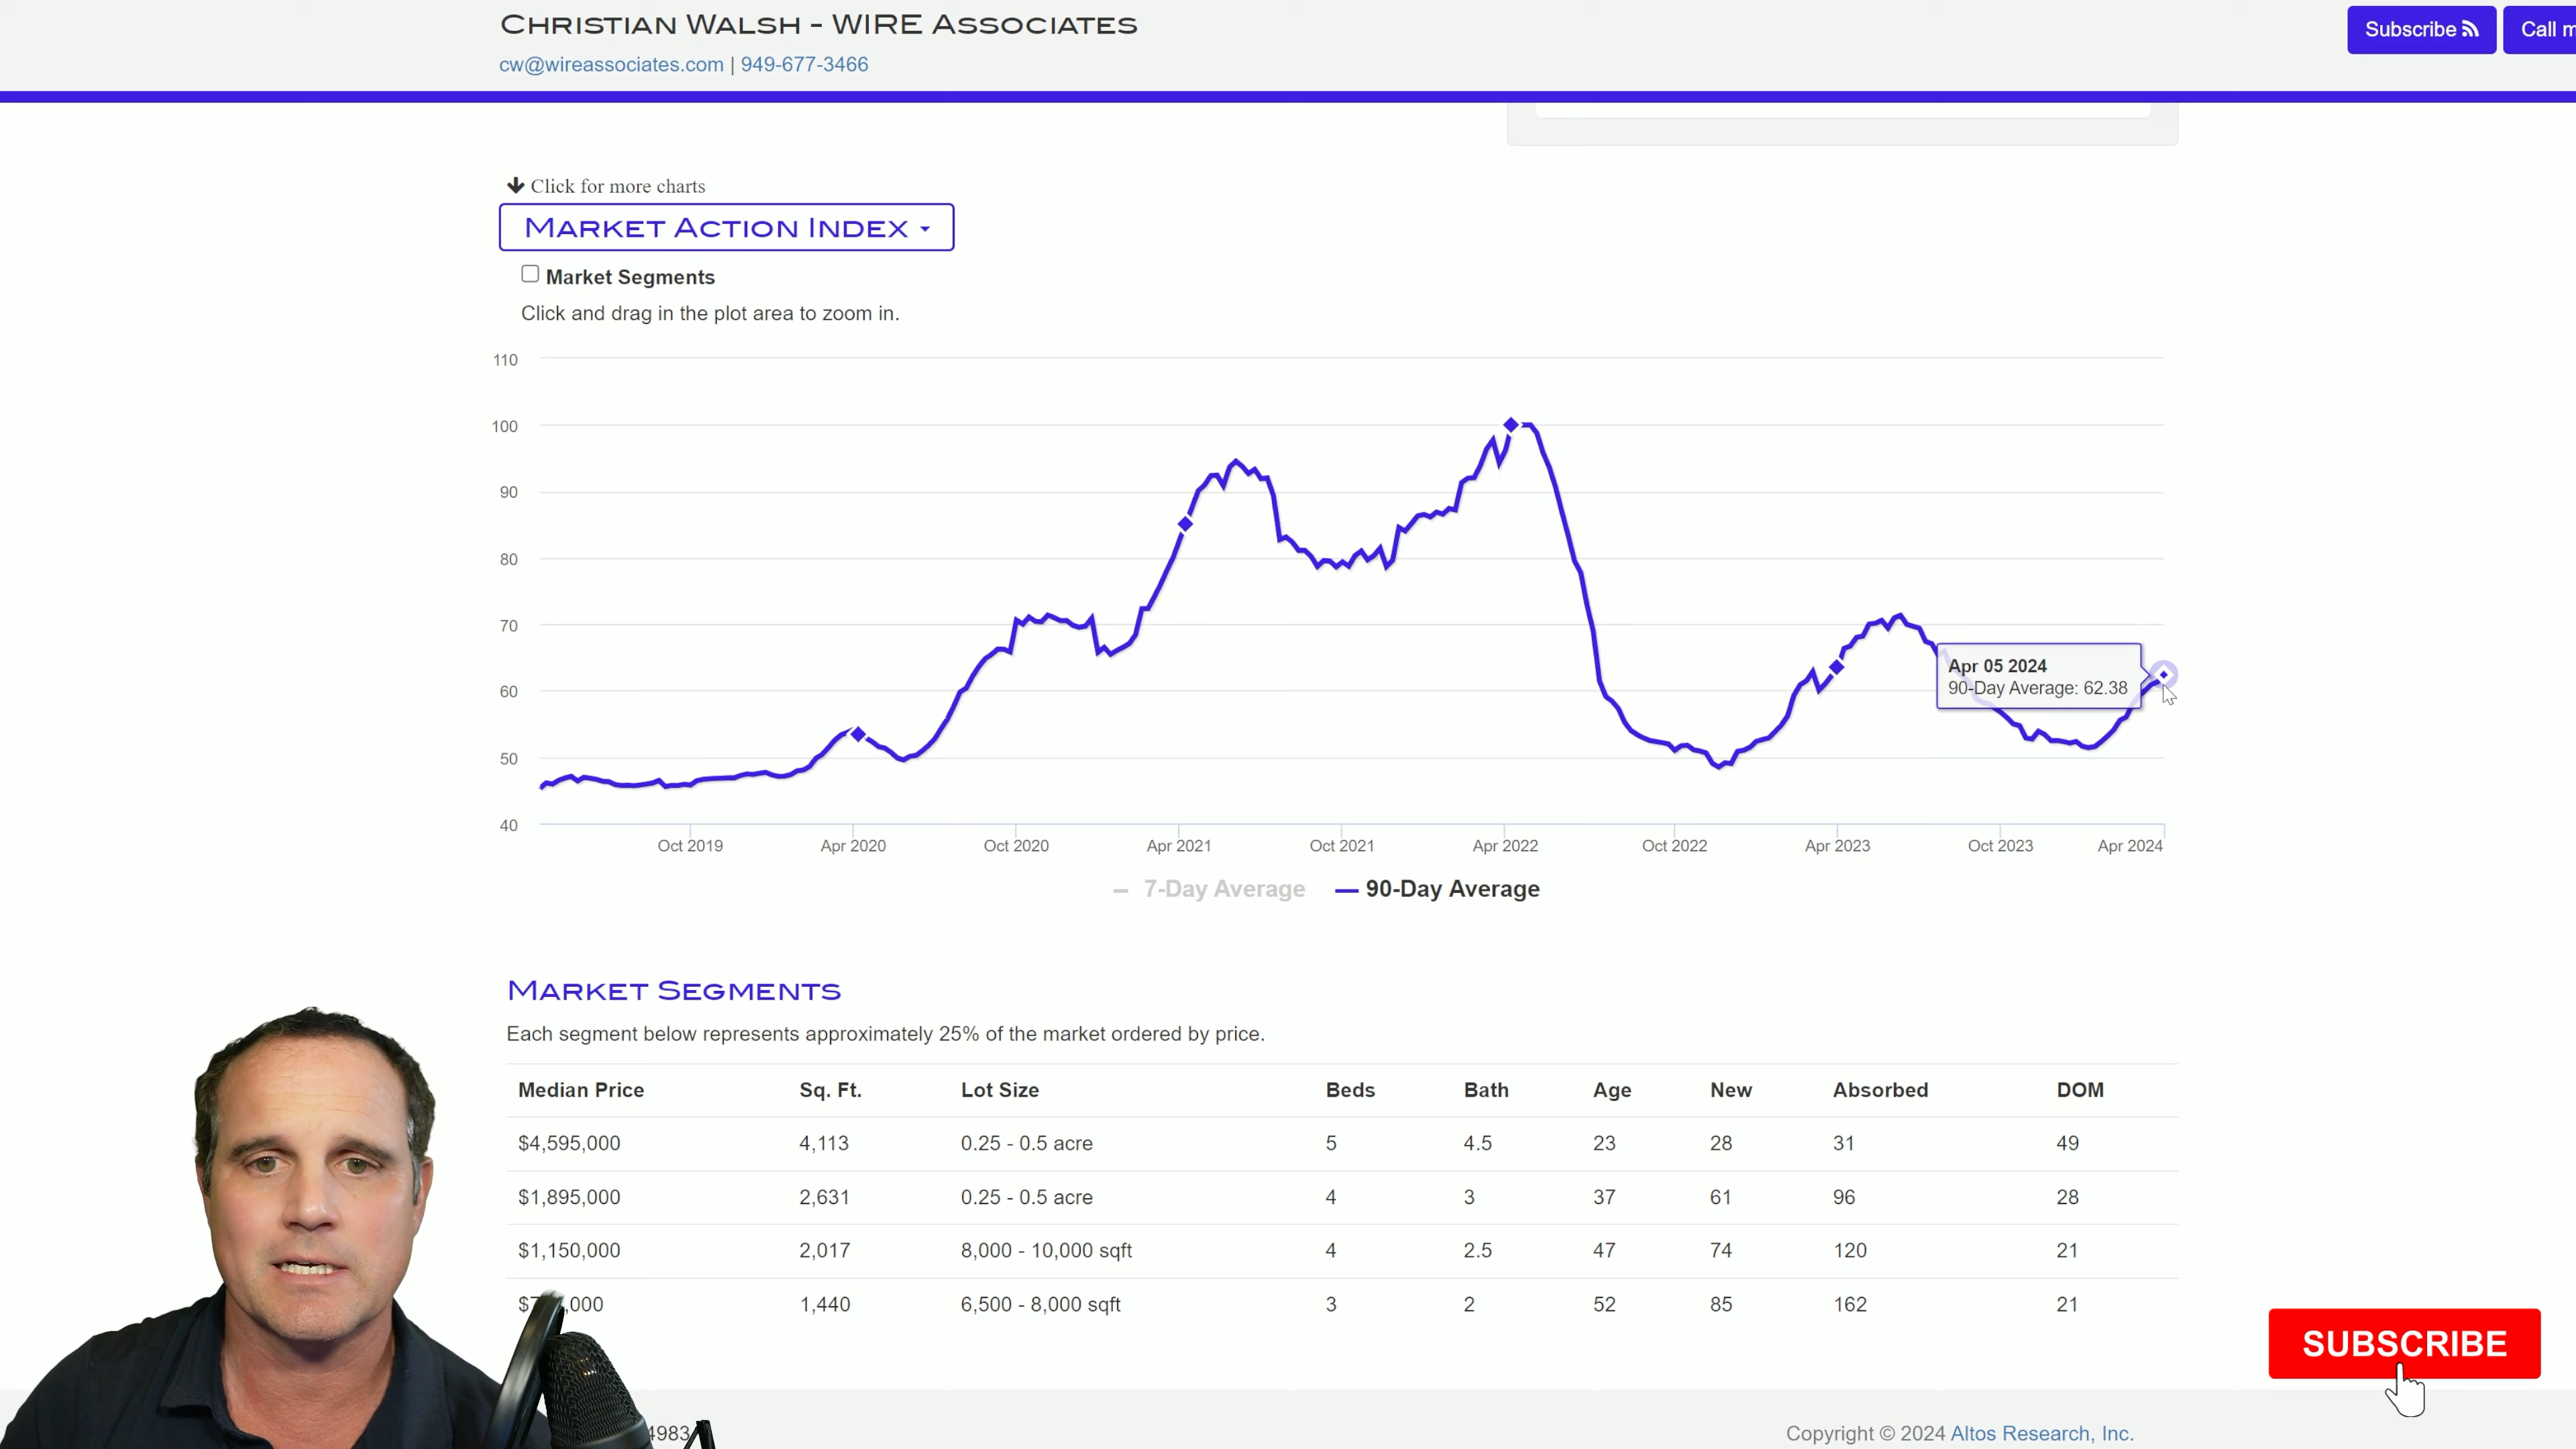 CHRISTIAN WALSH - WIRE ASSOCIATES
cw@wireassociates.com | 949-677-3466
Subscribe
Call
Click for more charts
MARKET ACTION INDEX
Market Segments
Click and drag in the plot area to zoom in.
110
100
90
80
70
60
50
40
Apr 05 2024
90-Day Average: 62.38
Oct 2019 Apr 2020 Oct 2020 Apr 2021 Oct 2021 Apr 2022 Oct 2022 Apr 2023 Oct 2023 Apr 2024
7-Day Average 90-Day Average
MARKET SEGMENTS
Each segment below represents approximately 25% of the market ordered by price.
Median Price Sq. Ft. Lot Size Beds Bath Age New Absorbed DOM
$4,595,000 4,113 0.25 - 0.5 acre 5 4.5 23 28 31 49
$1,895,000 2,631 0.25 - 0.5 acre 4 3 37 61 96 28
$1,150,000 2,017 8,000 - 10,000 sqft 4 2.5 47 74 120 21
1,440 6,500 - 8,000 sqft 3 2 52 85 162 21
SUBSCRIBE
4983
Copyright © 2024 Altos Research, Inc.